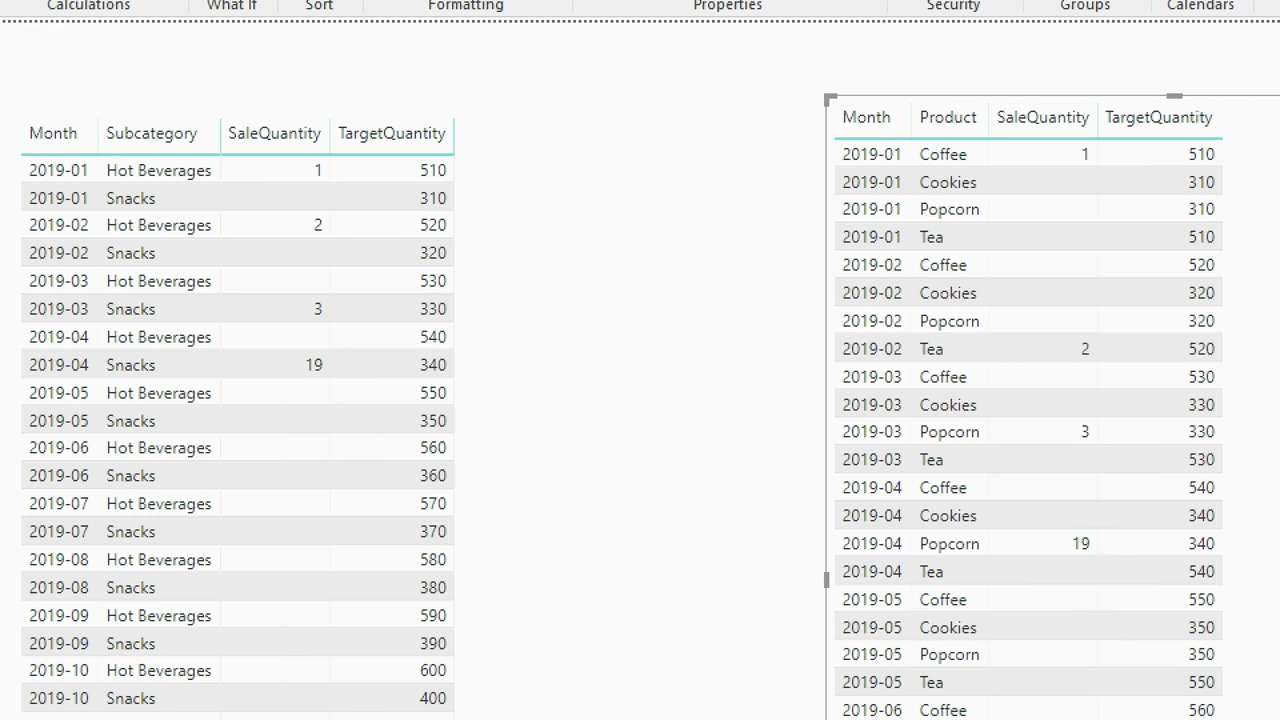 Calculations What If Sort Formatting Properties Security Groups Calendars
Month Subcategory SaleQuantity TargetQuantity
2019-01 Hot Beverages 1 510
2019-01 Snacks 310
2019-02 Hot Beverages 2 520
2019-02 Snacks 320
2019-03 Hot Beverages 530
2019-03 Snacks 3 330
2019-04 Hot Beverages 540
2019-04 Snacks 19 340
2019-05 Hot Beverages 550
2019-05 Snacks 350
2019-06 Hot Beverages 560
2019-06 Snacks 360
2019-07 Hot Beverages 570
2019-07 Snacks 370
2019-08 Hot Beverages 580
2019-08 Snacks 380
2019-09 Hot Beverages 590
2019-09 Snacks 390
2019-10 Hot Beverages 600
2019-10 Snacks 400
Month Product SaleQuantity TargetQuantity
2019-01 Coffee 1 510
2019-01 Cookies 310
2019-01 Popcorn 310
2019-01 Tea 510
2019-02 Coffee 520
2019-02 Cookies 320
2019-02 Popcorn 320
2019-02 Tea 2 520
2019-03 Coffee 530
2019-03 Cookies 330
2019-03 Popcorn 3 330
2019-03 Tea 530
2019-04 Coffee 540
2019-04 Cookies 340
2019-04 Popcorn 19 340
2019-04 Tea 540
2019-05 Coffee 550
2019-05 Cookies 350
2019-05 Popcorn 350
2019-05 Tea 550
2019-06 Coffee 560